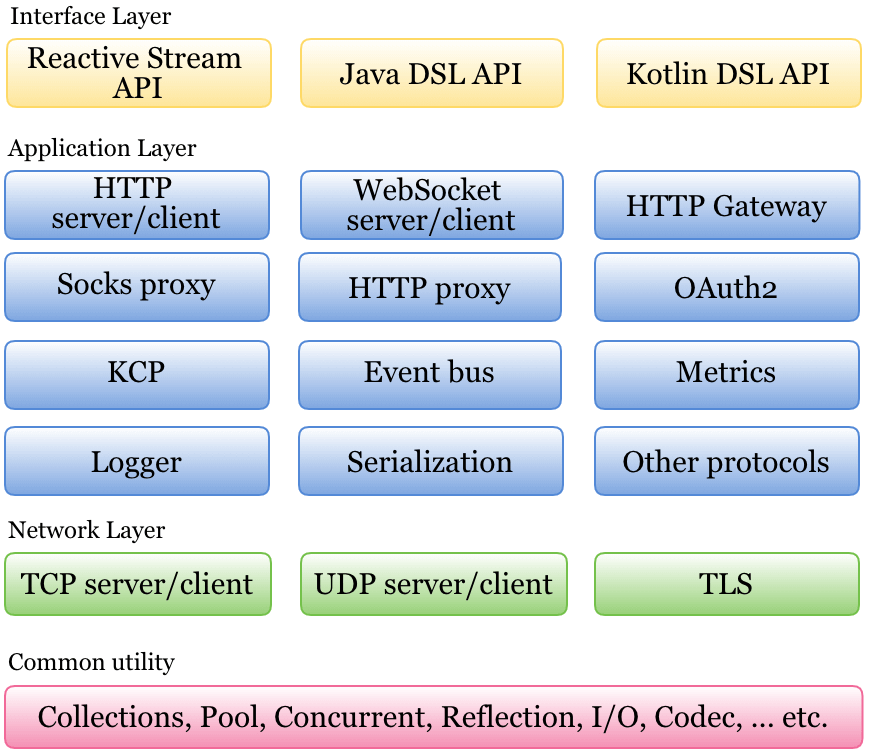 Interface Layer
Reactive Stream
API
Java DSL API
Kotlin DSL API
Application Layer
HTTP
server/client
WebSocket
server/client
HTTP Gateway
Socks proxy
HTTP proxy
OAuth2
KCP
Event bus
Metrics
Logger
Serialization
Other protocols
Network Layer
TCP server/client
UDP server/client
TLS
Common utility
Collections, Pool, Concurrent, Reflection, I/O, Codec, ... etc.